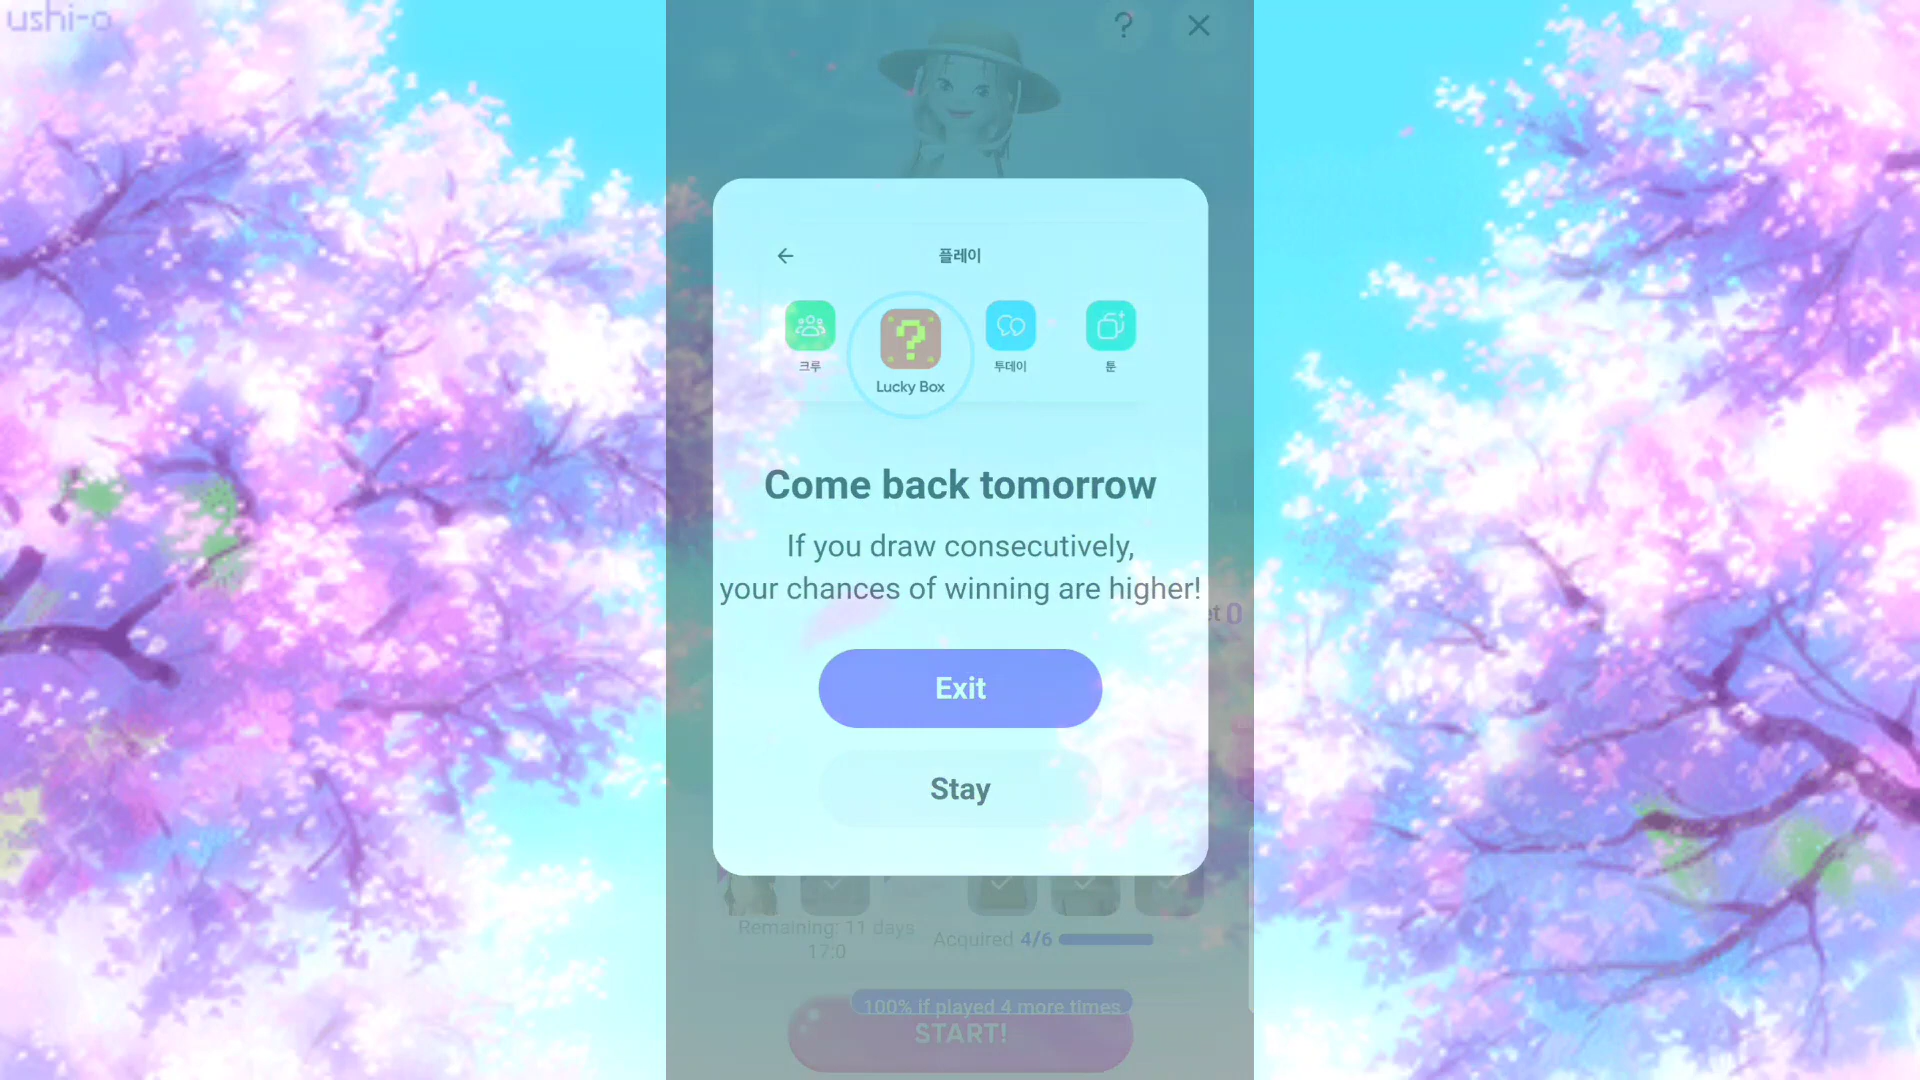 ushi-o
?
플레이
크루
Lucky Box
투데이
툰
Come back tomorrow
If you draw consecutively,
your chances of winning are higher!
et 0
Exit
Stay
Remaining: 11 days
17:0
Acquired 4/6
100% if played 4 more times
START!